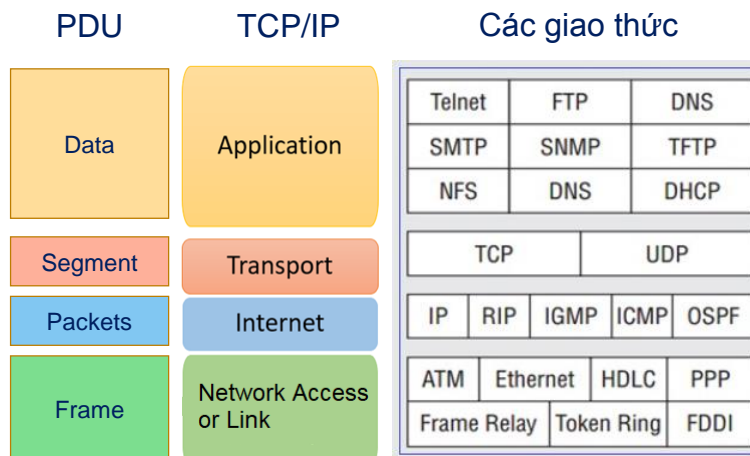 PDU TCP/IP Các giao thức
Data Application
Telnet FTP DNS
SMTP SNMP TFTP
NFS DNS DHCP
Segment Transport TCP UDP
Packets Internet IP RIP IGMP ICMP OSPF
Frame
Network Access
or Link
ATM Ethernet HDLC PPP
Frame Relay Token Ring FDDI